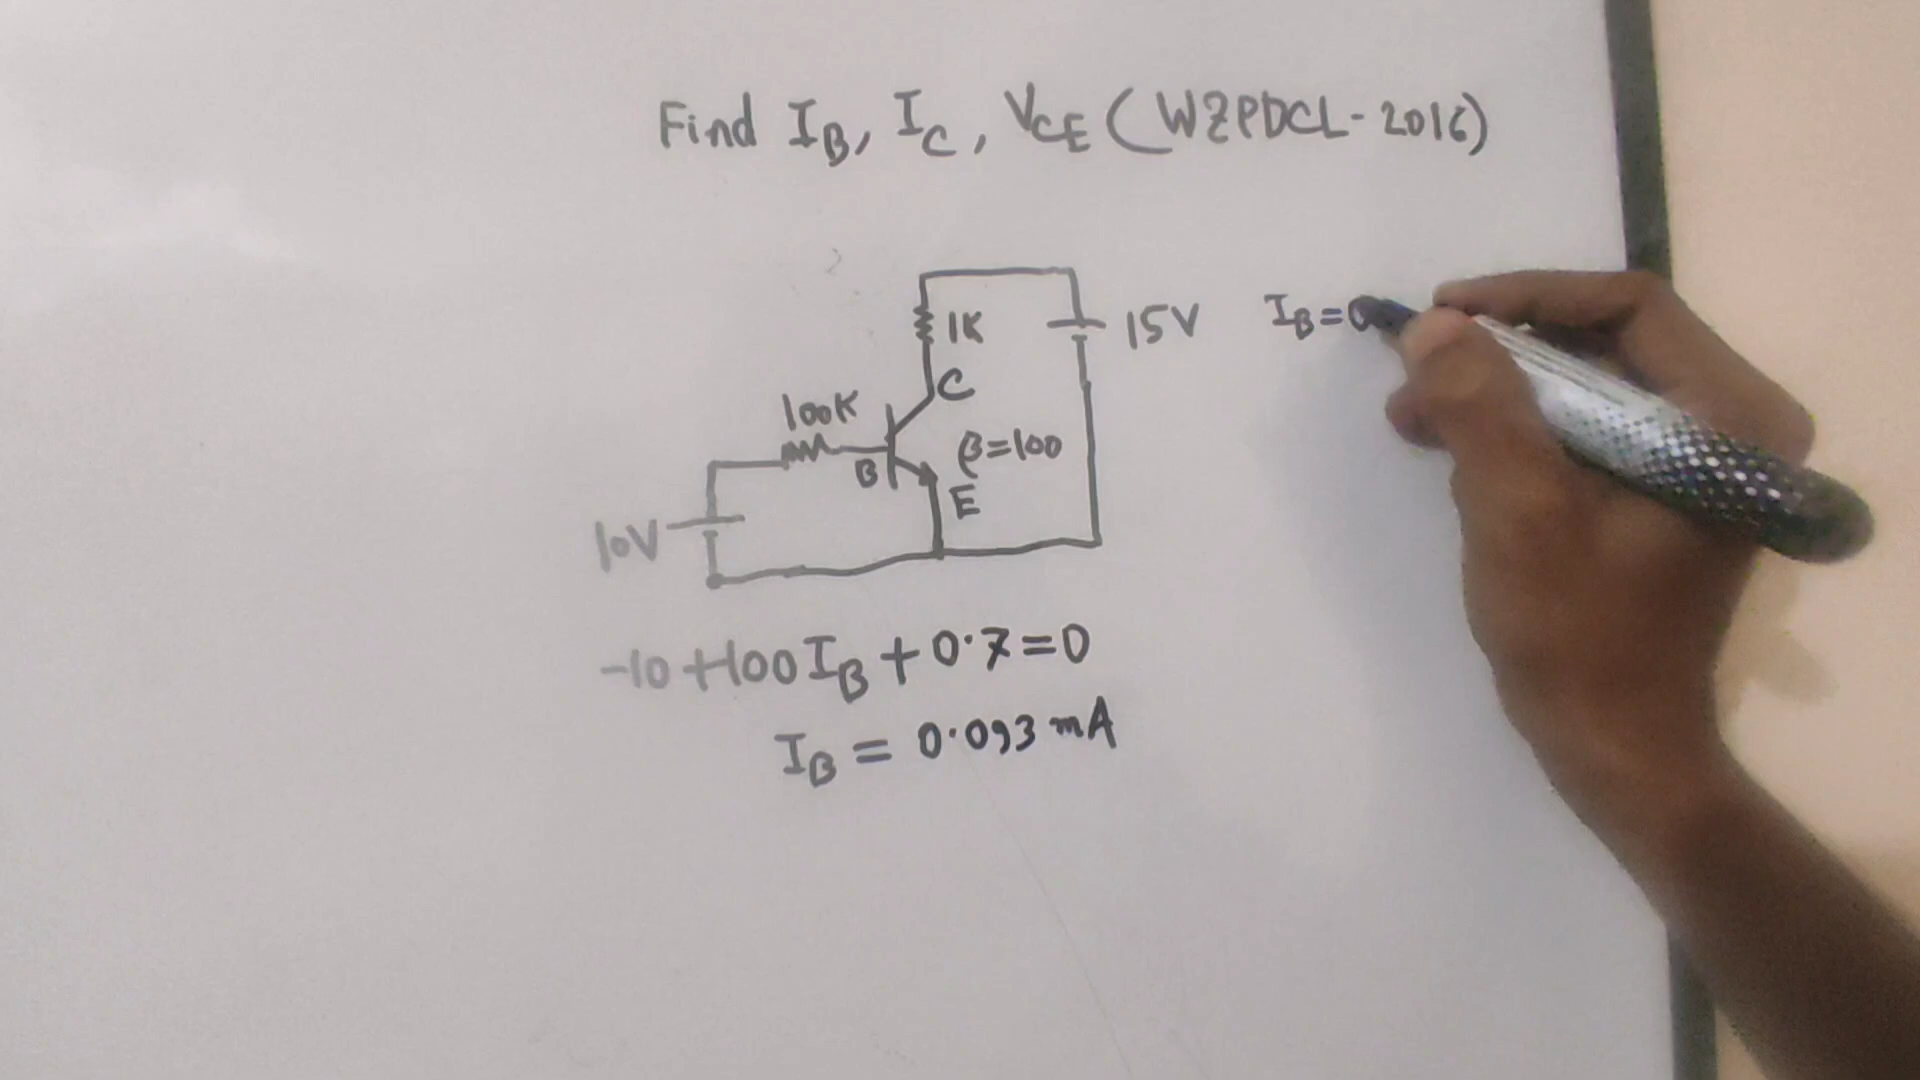 Find IB, IC, VCE (WZPDCL-2016)
1K
15V
IB=0
C
100K
B
β=100
E
10V
-10+100IB+0.7=0
IB = 0.093 mA